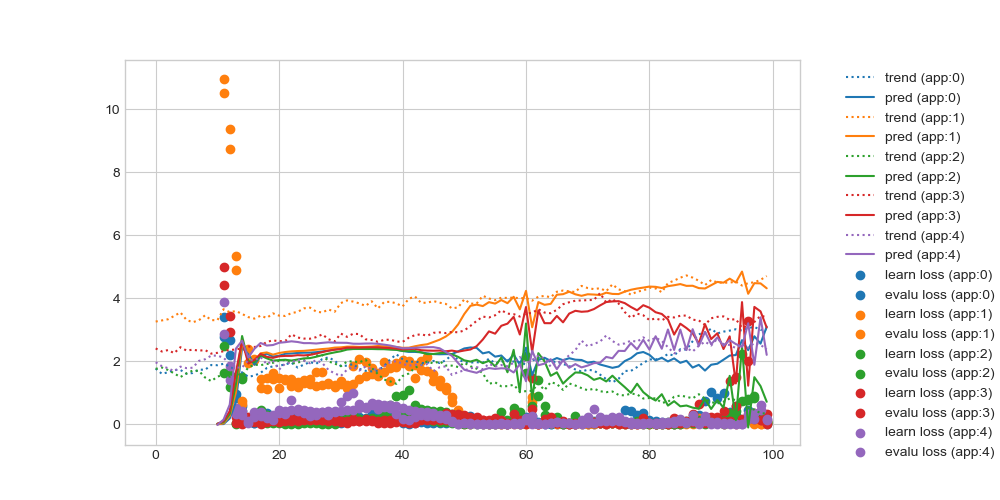 10
8
6
4
2
0
0
20
40
60
80
100
trend (app:0)
pred (app:0)
trend (app:1)
pred (app:1)
trend (app:2)
pred (app:2)
trend (app:3)
pred (app:3)
trend (app:4)
pred (app:4)
learn loss (app:0)
evalu loss (app:0)
learn loss (app:1)
evalu loss (app:1)
learn loss (app:2)
evalu loss (app:2)
learn loss (app:3)
evalu loss (app:3)
learn loss (app:4)
evalu loss (app:4)